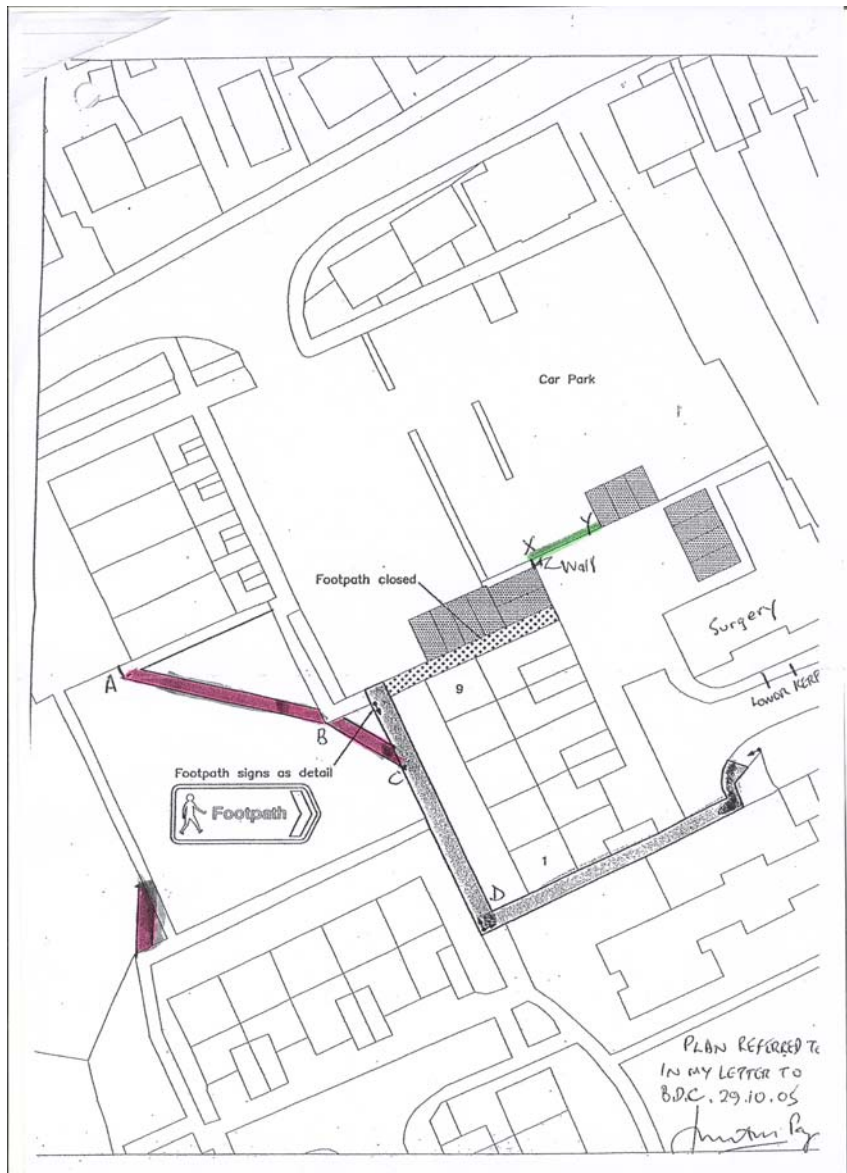 Car Park
X
Y
Wall
Footpath closed
Surgery
LOWER KERB
A
9
B
C
Footpath signs as detail
Footpath
D
1
PLAN REFERRED TO
IN MY LETTER TO
B.D.C. 29.10.05